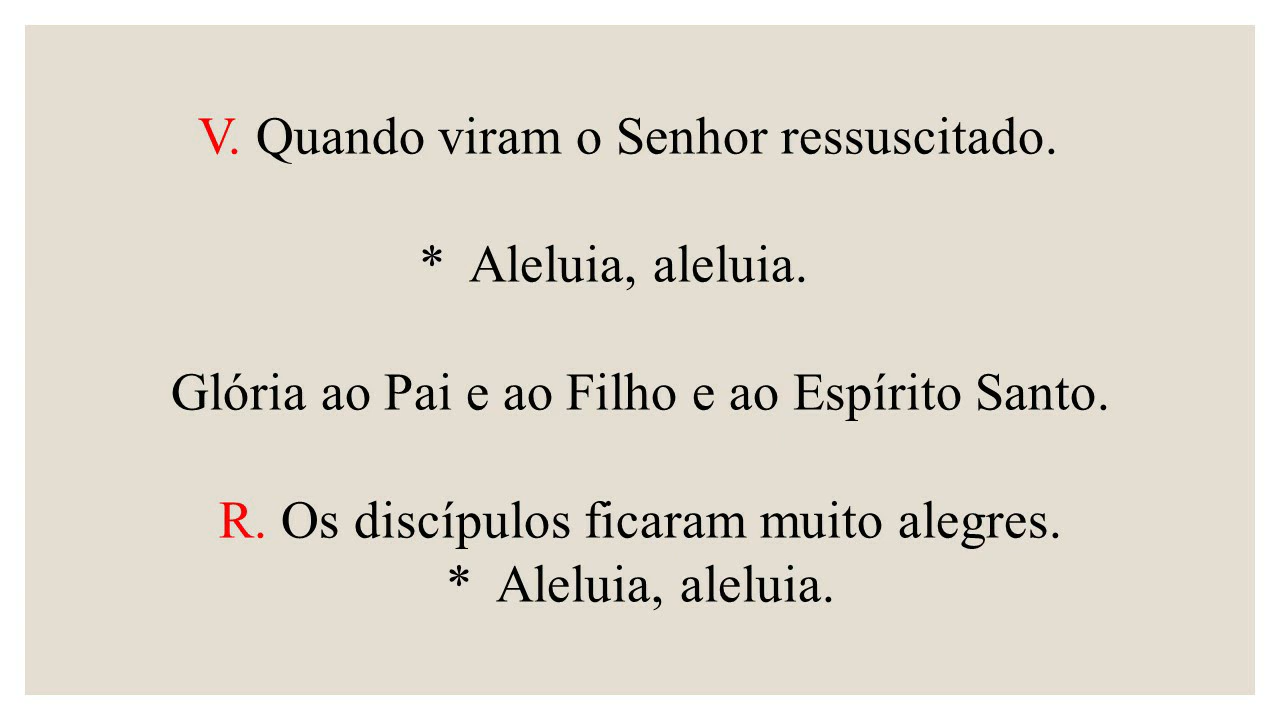 V. Quando viram o Senhor ressuscitado.
* Aleluia, aleluia.
Glória ao Pai e ao Filho e ao Espírito Santo.
R. Os discípulos ficaram muito alegres.
* Aleluia, aleluia.